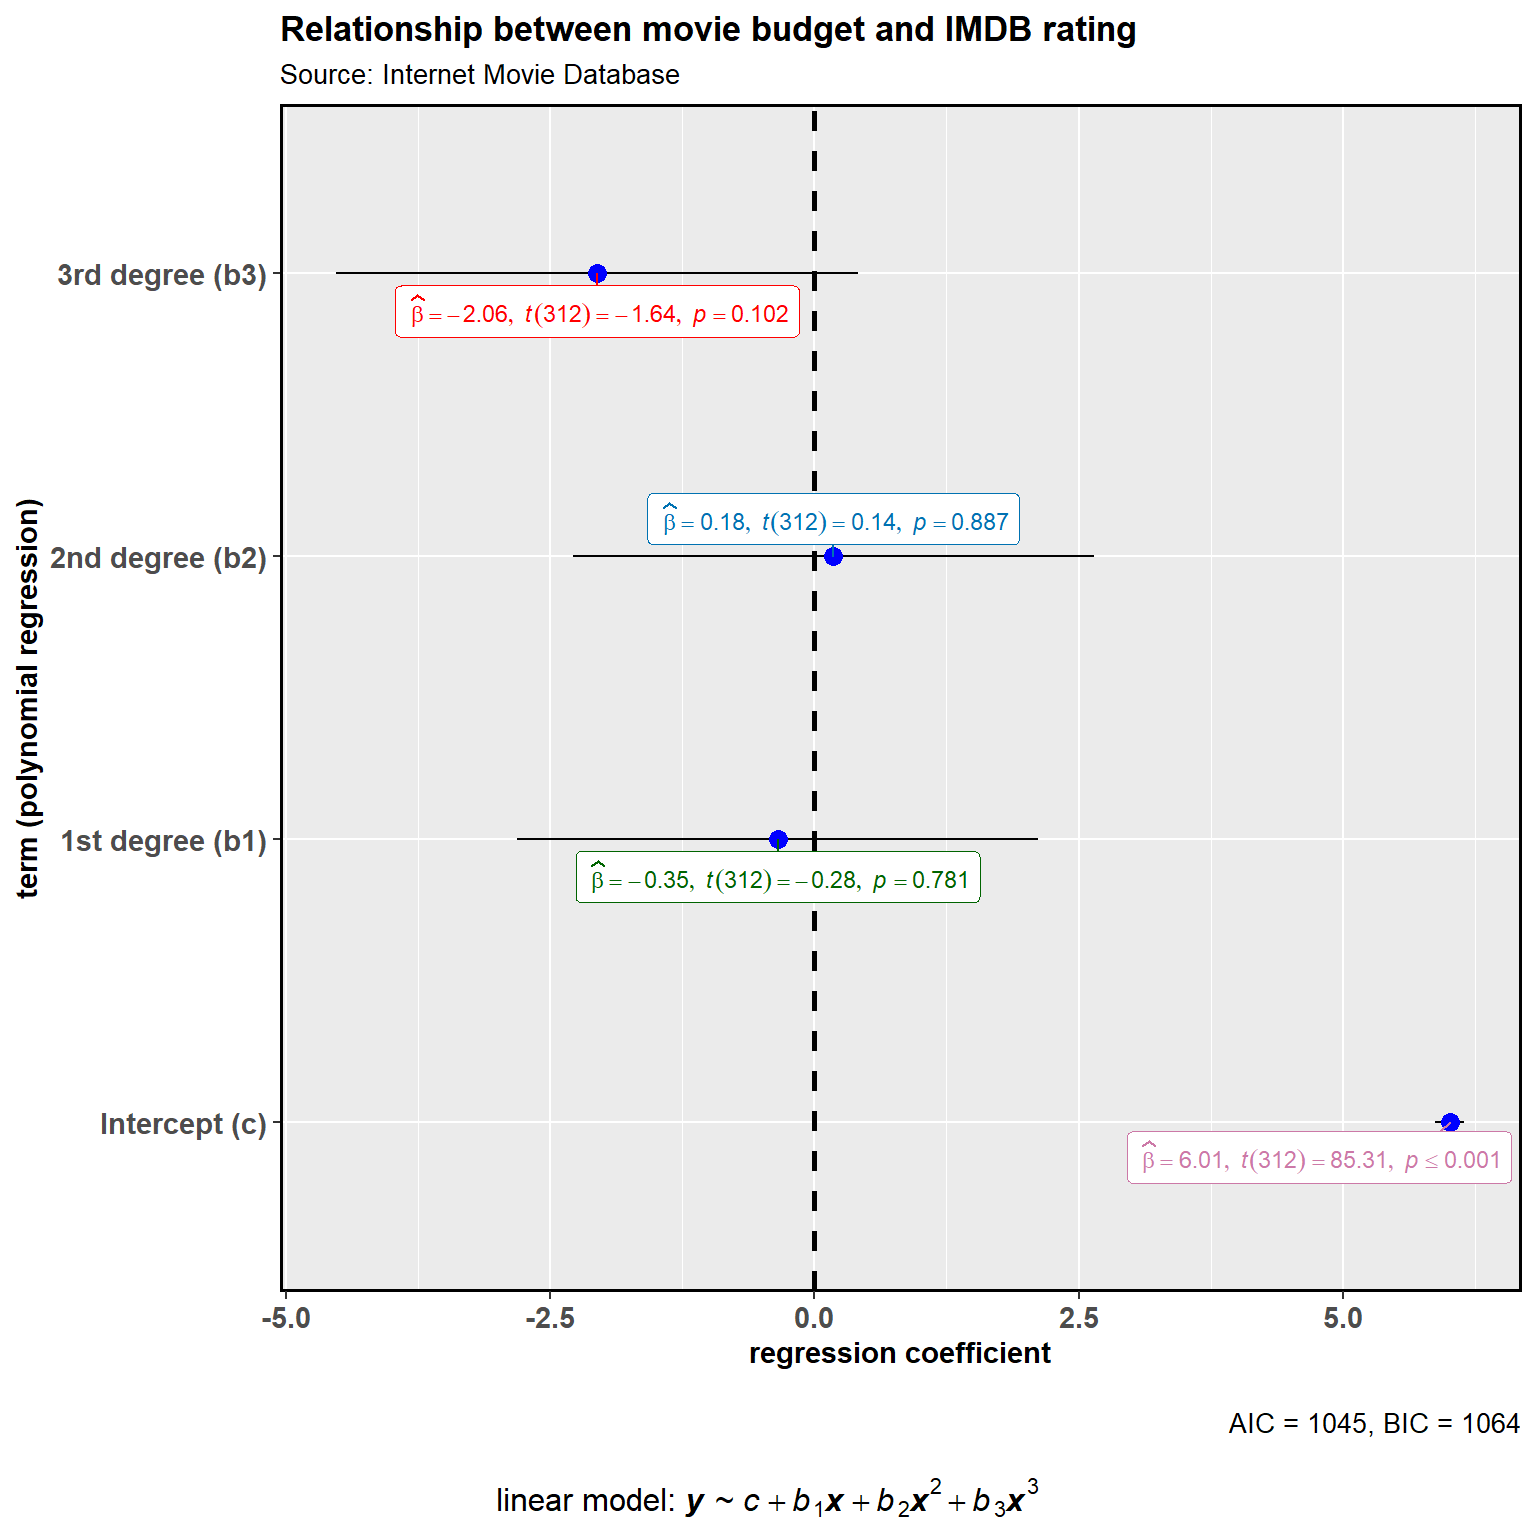 Relationship between movie budget and IMDB rating
Source: Internet Movie Database
term (polynomial regression)
3rd degree (b3)
β̂ = −2.06, t(312) = −1.64, p = 0.102
β̂ = 0.18, t(312) = 0.14, p = 0.887
2nd degree (b2)
1st degree (b1)
β̂ = −0.35, t(312) = −0.28, p = 0.781
Intercept (c)
β̂ = 6.01, t(312) = 85.31, p ≤ 0.001
-5.0 -2.5 0.0 2.5 5.0
regression coefficient
AIC = 1045, BIC = 1064
linear model: y ~ c + b₁x + b₂x² + b₃x³